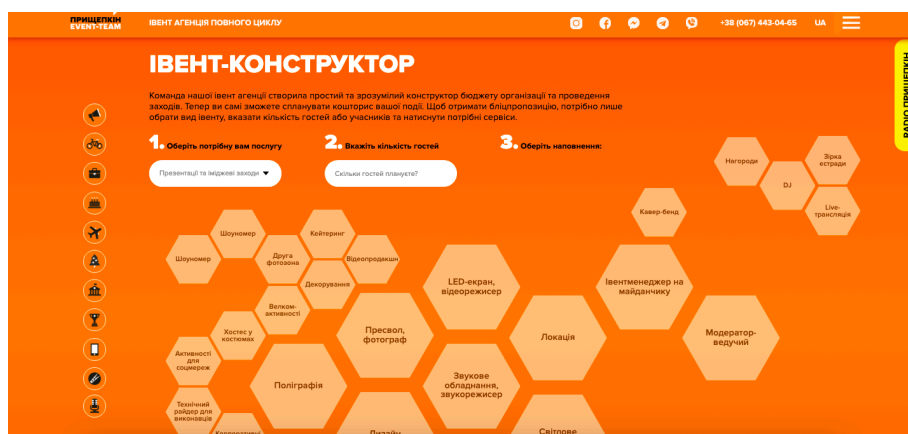 ПРИЩЕПКІН
EVENT-TEAM
ІВЕНТ АГЕНЦІЯ ПОВНОГО ЦИКЛУ
+38 (067) 443-04-65
UA
RADIO ПРИЩЕПКІН
ІВЕНТ-КОНСТРУКТОР
Команда нашої івент агенції створила простий та зрозумілий конструктор бюджету організації та проведення
заходів. Тепер ви самі зможете спланувати кошторис вашої події. Щоб отримати бліцпропозицію, потрібно лише
обрати вид івенту, вказати кількість гостей або учасників та натиснути потрібні сервіси.
1. Оберіть потрібну вам послугу
2. Вкажіть кількість гостей
3. Оберіть наповнення:
Презентації та іміджеві заходи
Скільки гостей плануєте?
Нагороди
Зірка
естради
DJ
Live-
трансляція
Кавер-бенд
Шоуномер
Кейтеринг
Шоуномер
Друга
фотозона
Відеопродакшн
Декорування
LED-екран,
відеорежисер
Івентменеджер на
майданчику
Велком-
активності
Хостес у
костюмах
Пресвол,
фотограф
Локація
Модератор-
ведучий
Активності
для
соцмереж
Поліграфія
Звукове
обладнання,
звукорежисер
Технічний
райдер для
виконавців
Корпоративні
Дизайн
Світлове